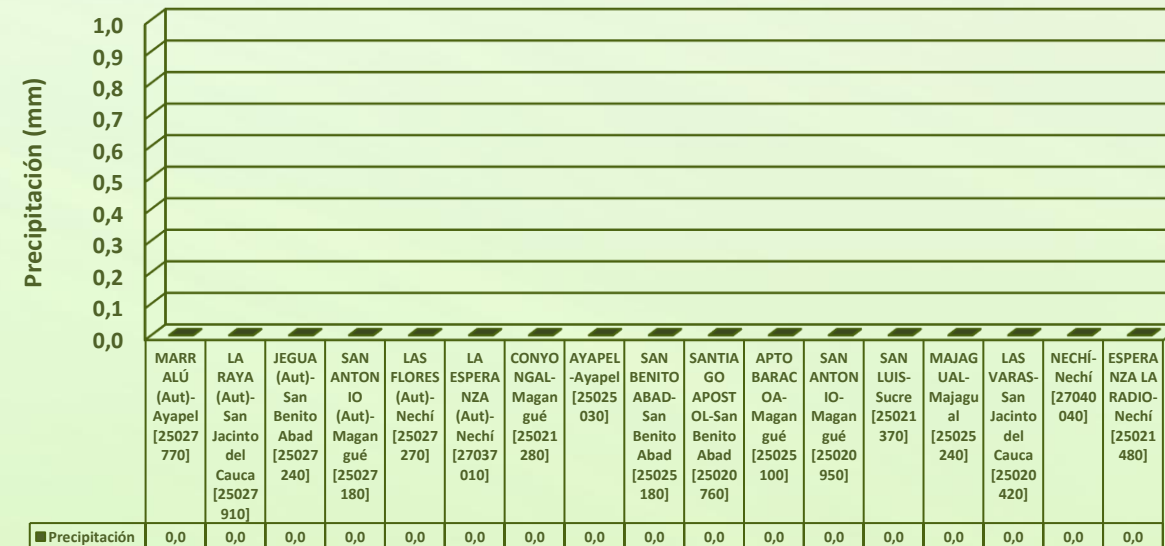 Precipitación (mm)
1,0
0,9
0,8
0,7
0,6
0,5
0,4
0,3
0,2
0,1
0,0
MARR
ALÚ
(Aut)-
Ayapel
[25027
770]
LA
RAYA
(Aut)-
San
Jacinto
del
Cauca
[25027
910]
JEGUA
(Aut)-
San
Benito
Abad
[25027
240]
SAN
ANTON
IO
(Aut)-
Magan
gué
[25027
180]
LAS
FLORES
(Aut)-
Nechí
[25027
270]
LA
ESPERA
NZA
(Aut)-
Nechí
[27037
010]
CONYO
NGAL-
Magan
gué
[25021
280]
AYAPEL
-Ayapel
[25025
030]
SAN
BENITO
ABAD-
San
Benito
Abad
[25025
180]
SANTIA
GO
APOST
OL-San
Benito
Abad
[25020
760]
APTO
BARAC
OA-
Magan
gué
[25025
100]
SAN
ANTON
IO-
Magan
gué
[25020
950]
SAN
LUIS-
Sucre
[25021
370]
MAJAG
UAL-
Majagu
al
[25025
240]
LAS
VARAS-
San
Jacinto
del
Cauca
[25020
420]
NECHÍ-
Nechí
[27040
040]
ESPERA
NZA LA
RADIO-
Nechí
[25021
480]
Precipitación 0,0 0,0 0,0 0,0 0,0 0,0 0,0 0,0 0,0 0,0 0,0 0,0 0,0 0,0 0,0 0,0 0,0